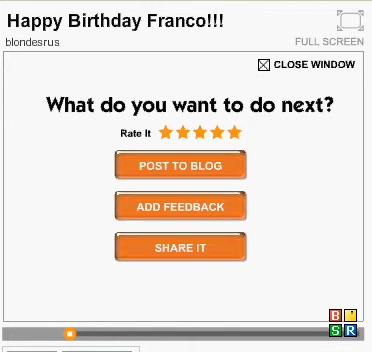 Happy Birthday Franco!!!
blondesrus
FULL SCREEN
CLOSE WINDOW
What do you want to do next?
Rate It
POST TO BLOG
ADD FEEDBACK
SHARE IT
B '
S R